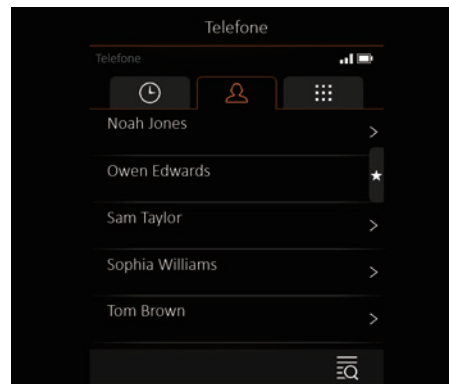 Telefone
Telefone
Noah Jones
Owen Edwards
Sam Taylor
Sophia Williams
Tom Brown